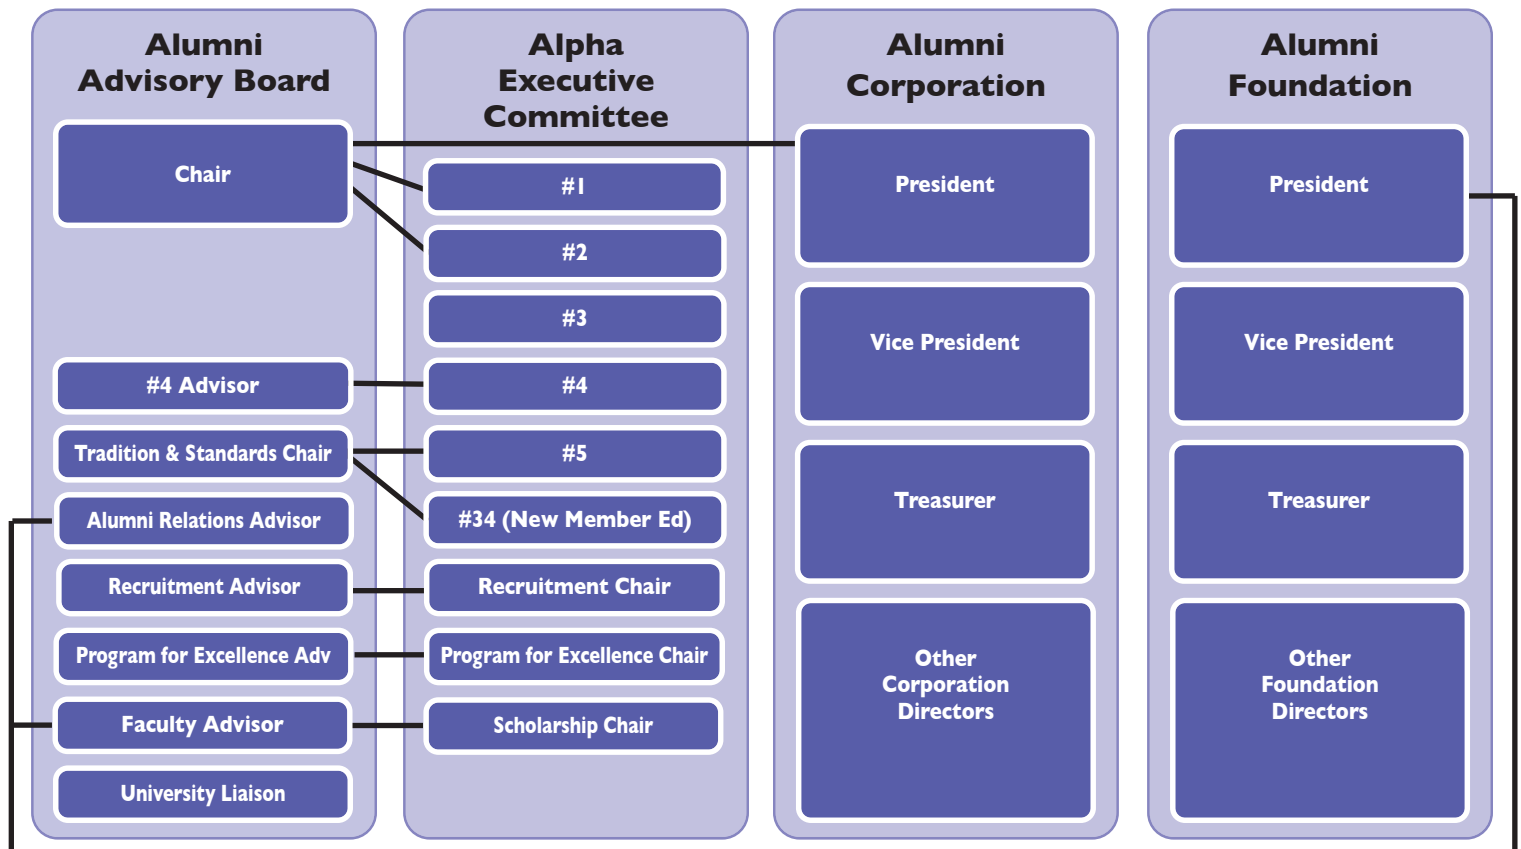 Alumni
Advisory Board
Chair
#4 Advisor
Tradition & Standards Chair
Alumni Relations Advisor
Recruitment Advisor
Program for Excellence Adv
Faculty Advisor
University Liaison
Alpha
Executive
Committee
#1
#2
#3
#4
#5
#34 (New Member Ed)
Recruitment Chair
Program for Excellence Chair
Scholarship Chair
Alumni
Corporation
President
Vice President
Treasurer
Other
Corporation
Directors
Alumni
Foundation
President
Vice President
Treasurer
Other
Foundation
Directors